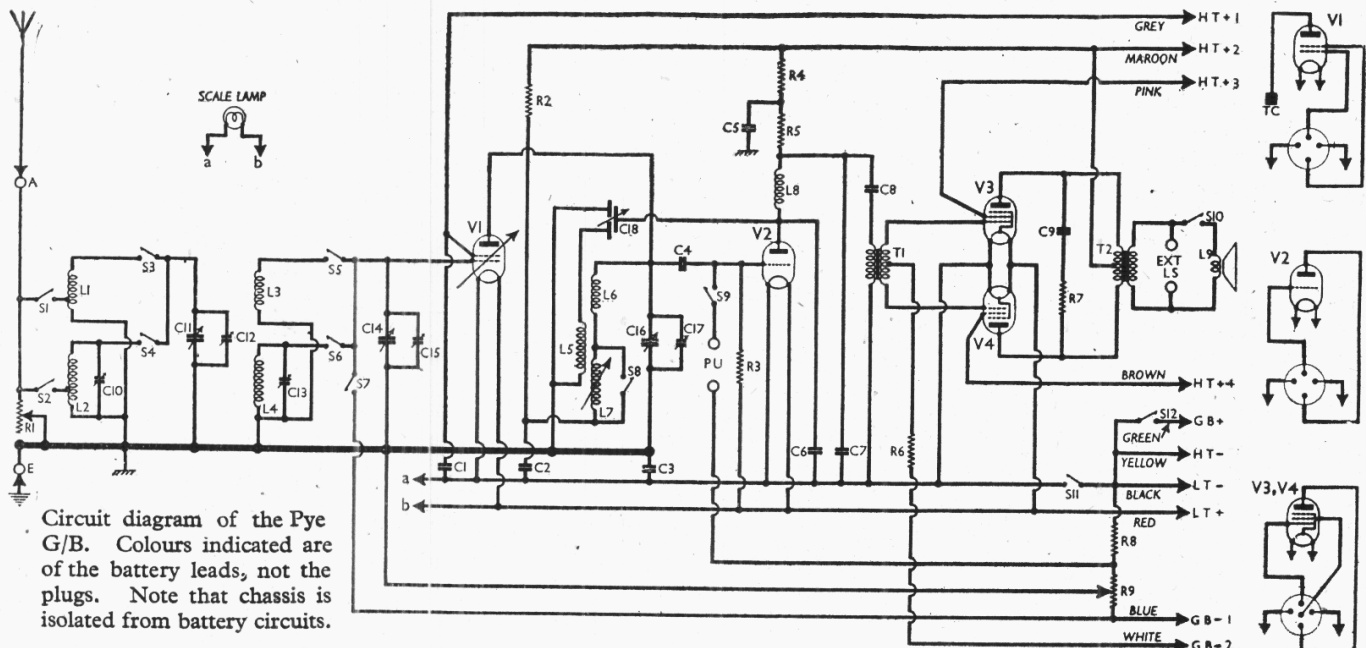 GREY
HT+1
V1
MAROON
HT+2
R4
PINK
HT+3
SCALE LAMP
R2
C5
R5
TC
a
b
A
L8
C8
V3
V1
C18
V2
C9
S10
T1
T2
EXT
LS
L9
S3
S5
C4
L1
L3
L6
S9
R7
V2
S1
C11
C12
C14
C15
L5
C16
C17
PU
R3
V4
S4
S6
S8
BROWN
HT+4
S2
C10
C13
S7
L7
L2
L4
R1
S12
GREEN
GB+
R6
YELLOW
HT-
E
C1
C2
C3
C6
C7
a
S11
BLACK
LT-
V3,V4
b
RED
LT+
Circuit diagram of the Pye
G/B. Colours indicated are
of the battery leads, not the
plugs. Note that chassis is
isolated from battery circuits.
R8
R9
BLUE
GB-1
WHITE
GB-2